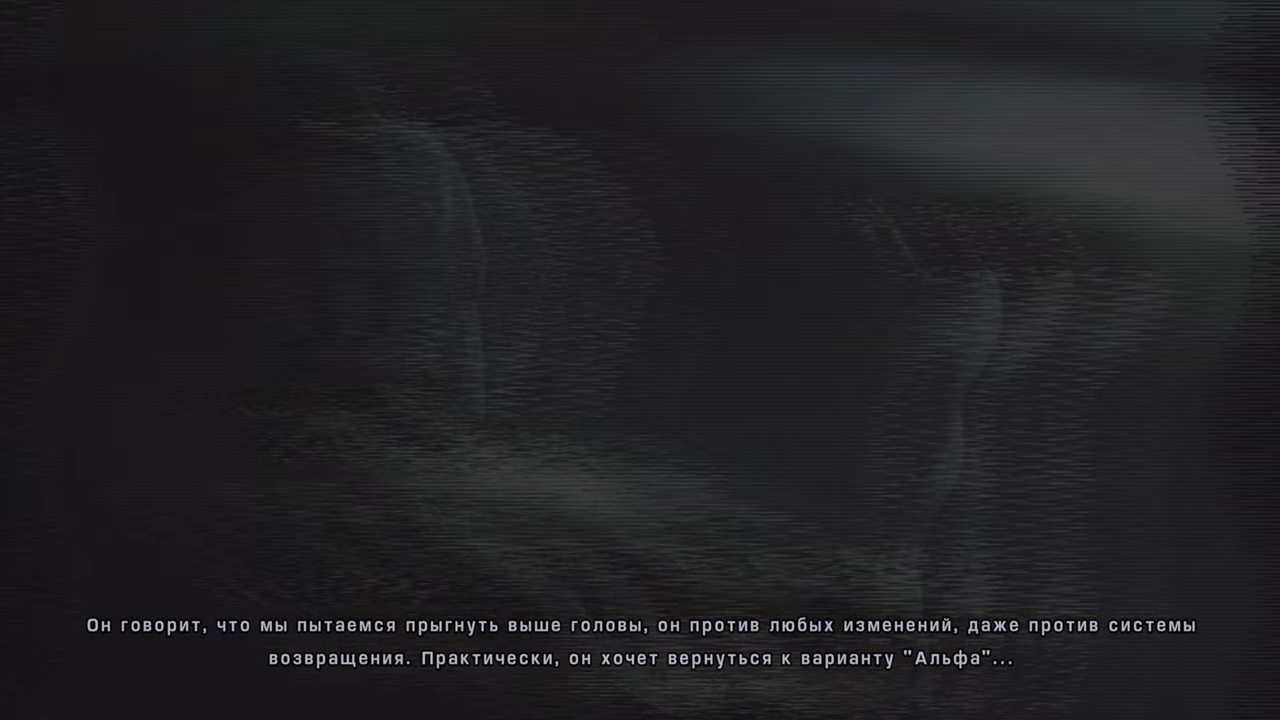 Он говорит, что мы пытаемся прыгнуть выше головы, он против любых изменений, даже против системы
возвращения. Практически, он хочет вернуться к варианту "Альфа"...